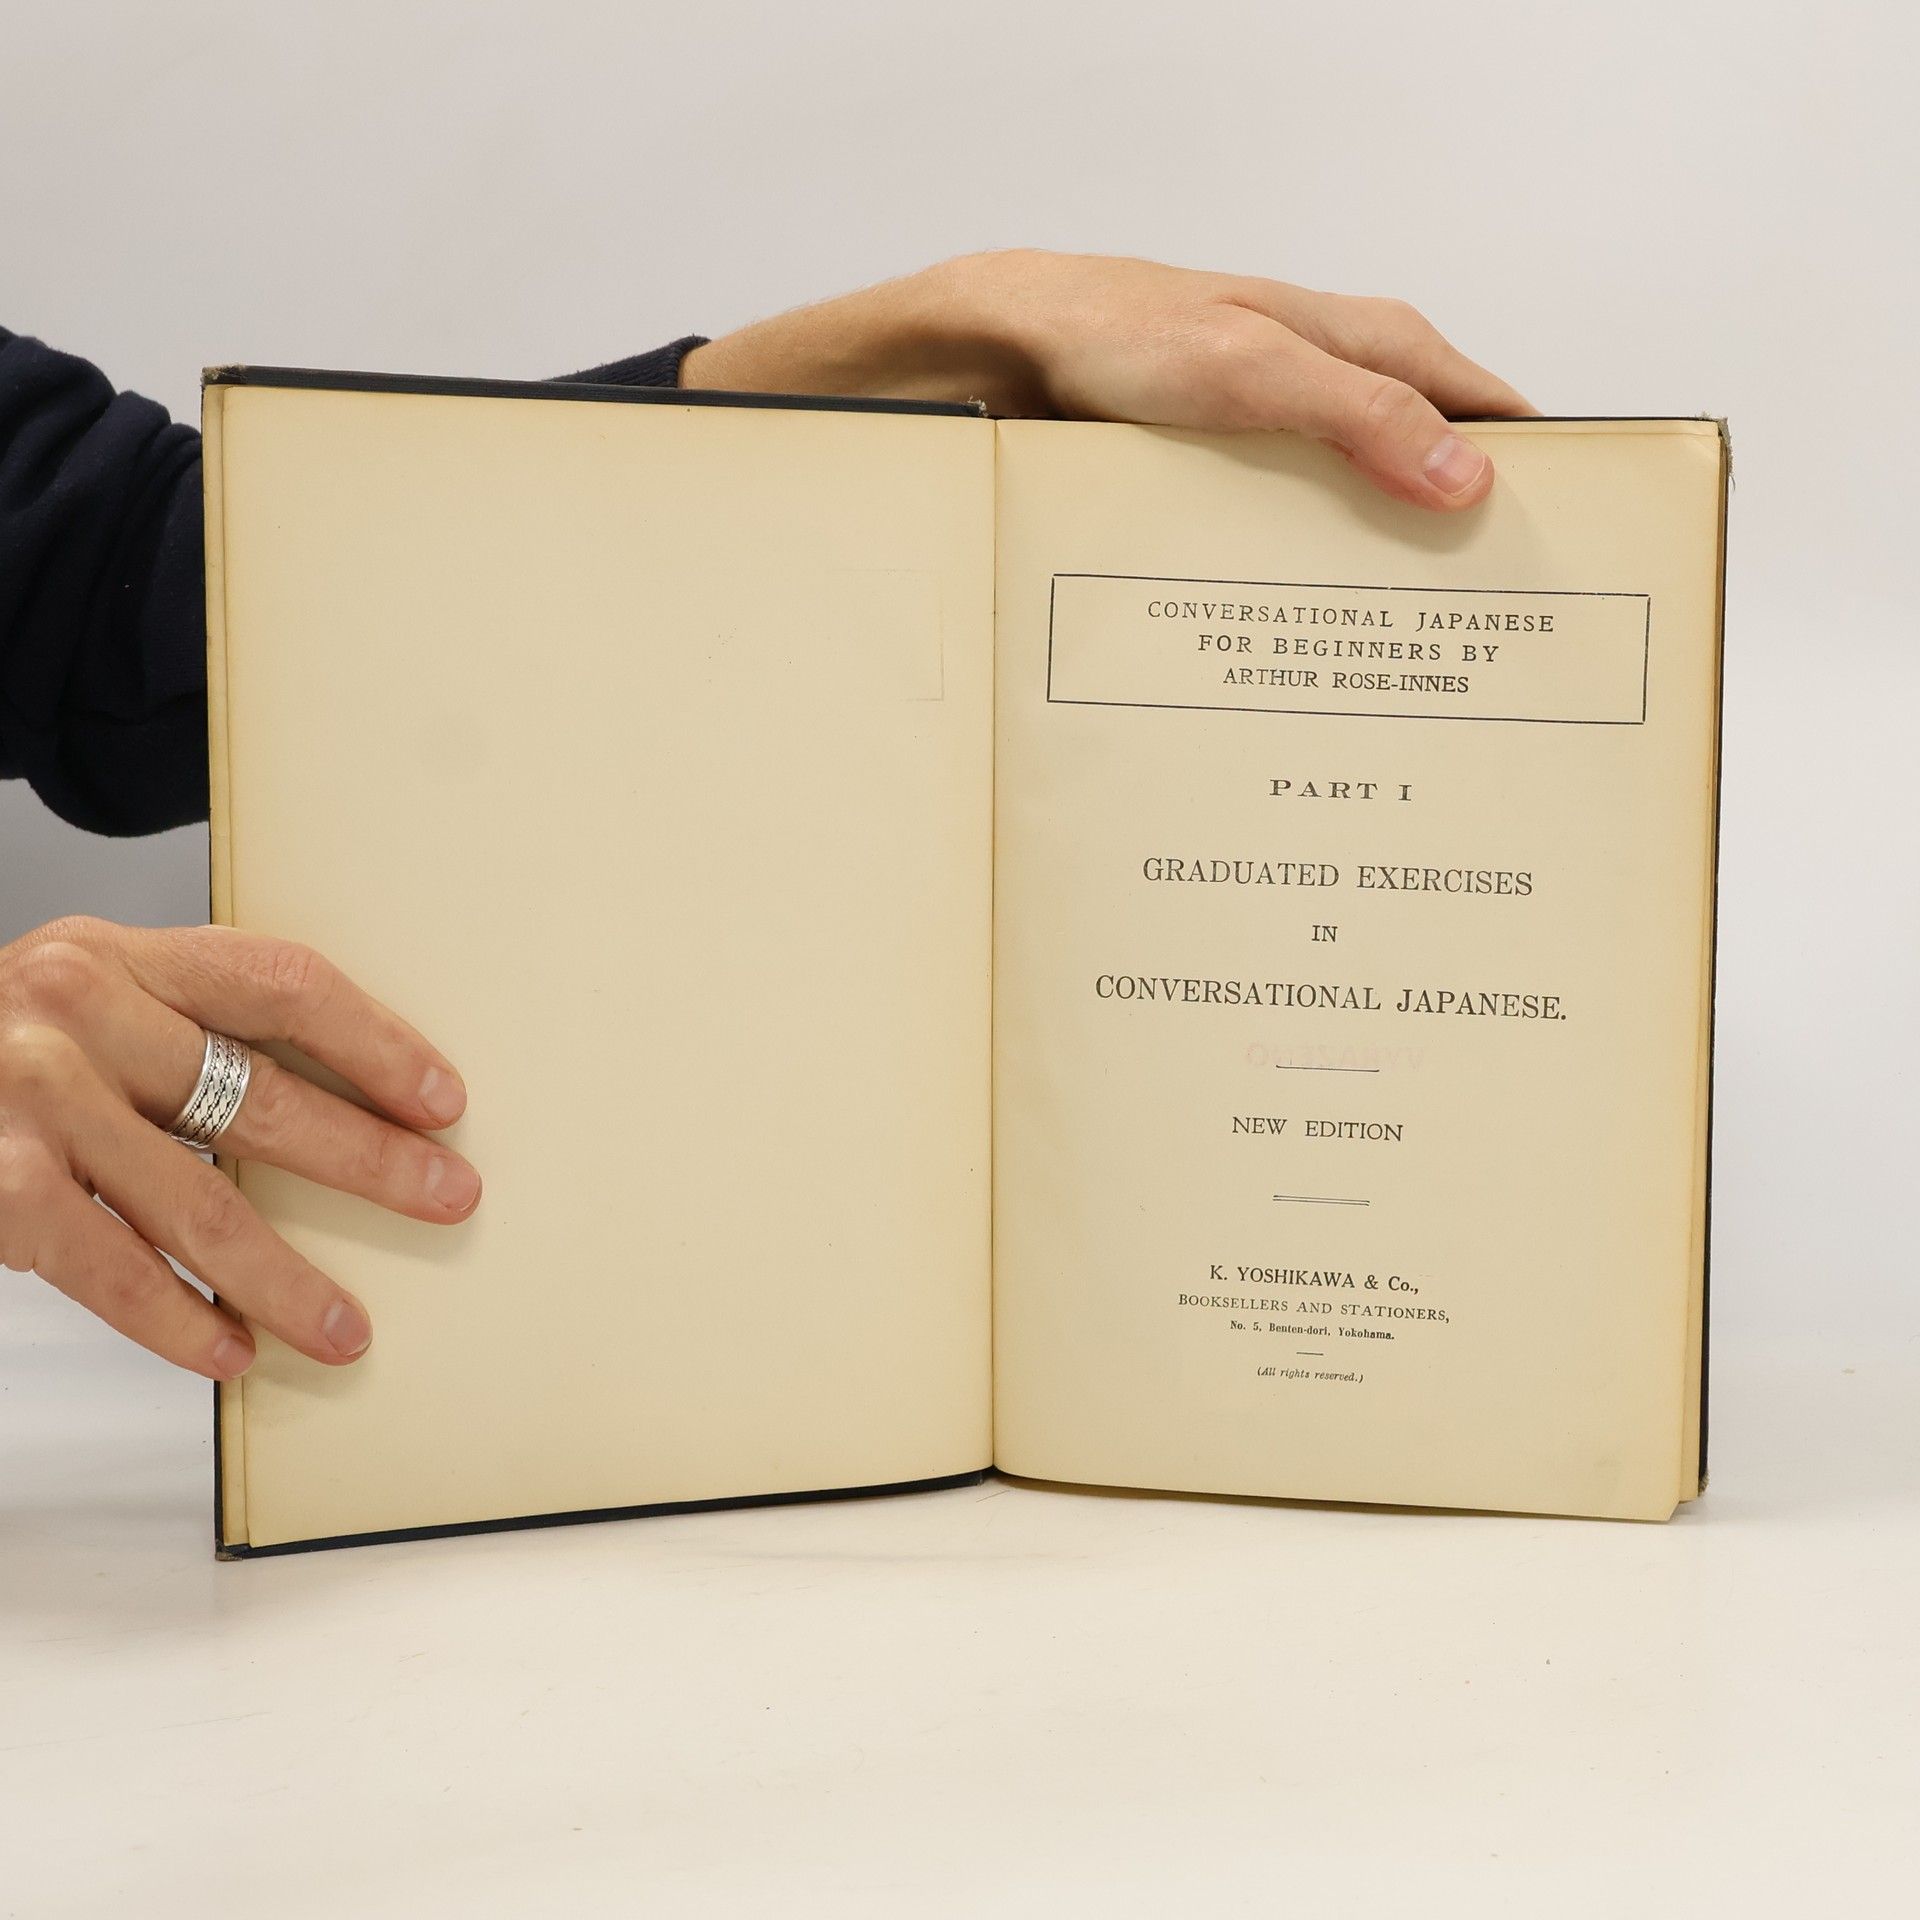 CONVERSATIONAL JAPANESE
FOR BEGINNERS BY
ARTHUR ROSE-INNES
PART I
GRADUATED EXERCISES
IN
CONVERSATIONAL JAPANESE.
VYŘAZENO
NEW EDITION
K. YOSHIKAWA & Co.,
BOOKSELLERS AND STATIONERS,
No. 5, Benten-dori, Yokohama.
(All rights reserved.)